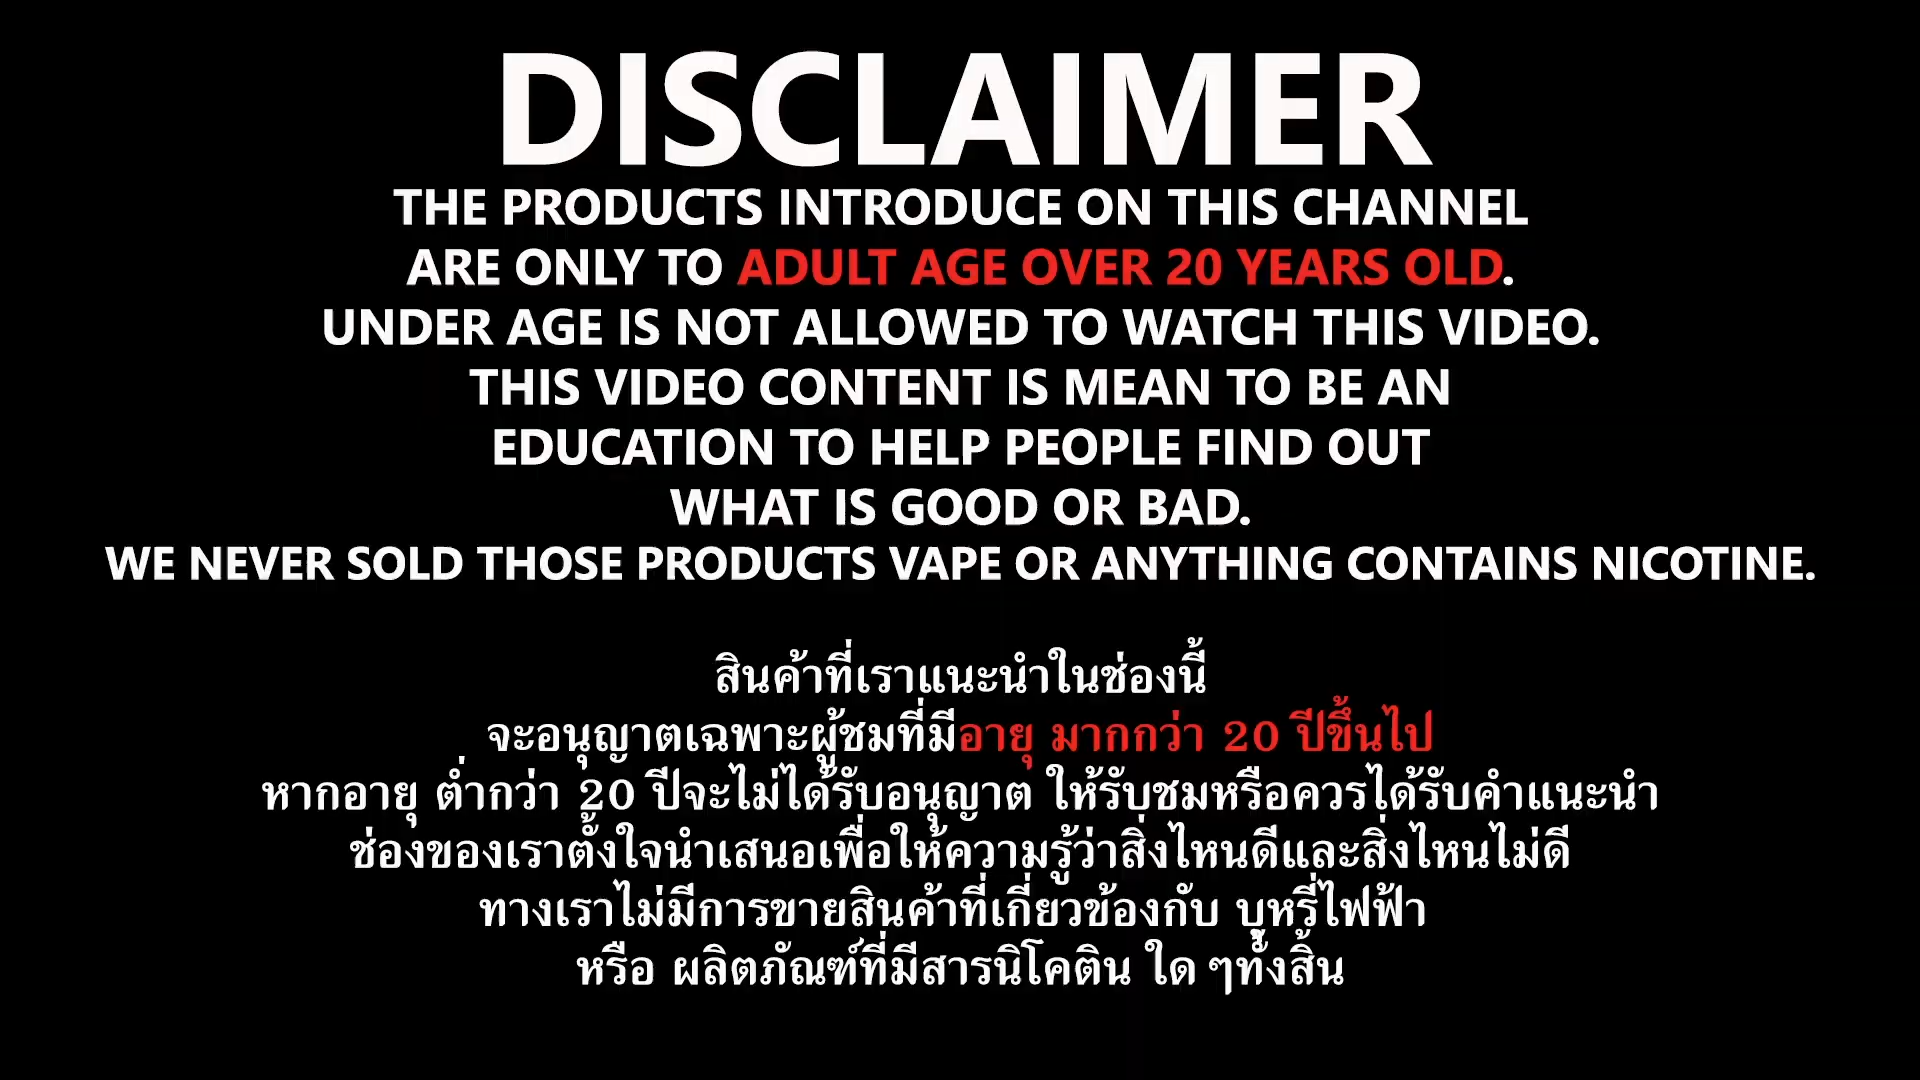 DISCLAIMER
THE PRODUCTS INTRODUCE ON THIS CHANNEL
ARE ONLY TO ADULT AGE OVER 20 YEARS OLD.
UNDER AGE IS NOT ALLOWED TO WATCH THIS VIDEO.
THIS VIDEO CONTENT IS MEAN TO BE AN
EDUCATION TO HELP PEOPLE FIND OUT
WHAT IS GOOD OR BAD.
WE NEVER SOLD THOSE PRODUCTS VAPE OR ANYTHING CONTAINS NICOTINE.
สินค้าที่เราแนะนำในช่องนี้
จะอนุญาตเฉพาะผู้ชมที่มีอายุ มากกว่า 20 ปีขึ้นไป
หากอายุ ต่ำกว่า 20 ปีจะไม่ได้รับอนุญาต ให้รับชมหรือควรได้รับคำแนะนำ
ช่องของเราตั้งใจนำเสนอเพื่อให้ความรู้ว่าสิ่งไหนดีและสิ่งไหนไม่ดี
ทางเราไม่มีการขายสินค้าที่เกี่ยวข้องกับ บุหรี่ไฟฟ้า
หรือ ผลิตภัณฑ์ที่มีสารนิโคติน ใด ๆทั้งสิ้น